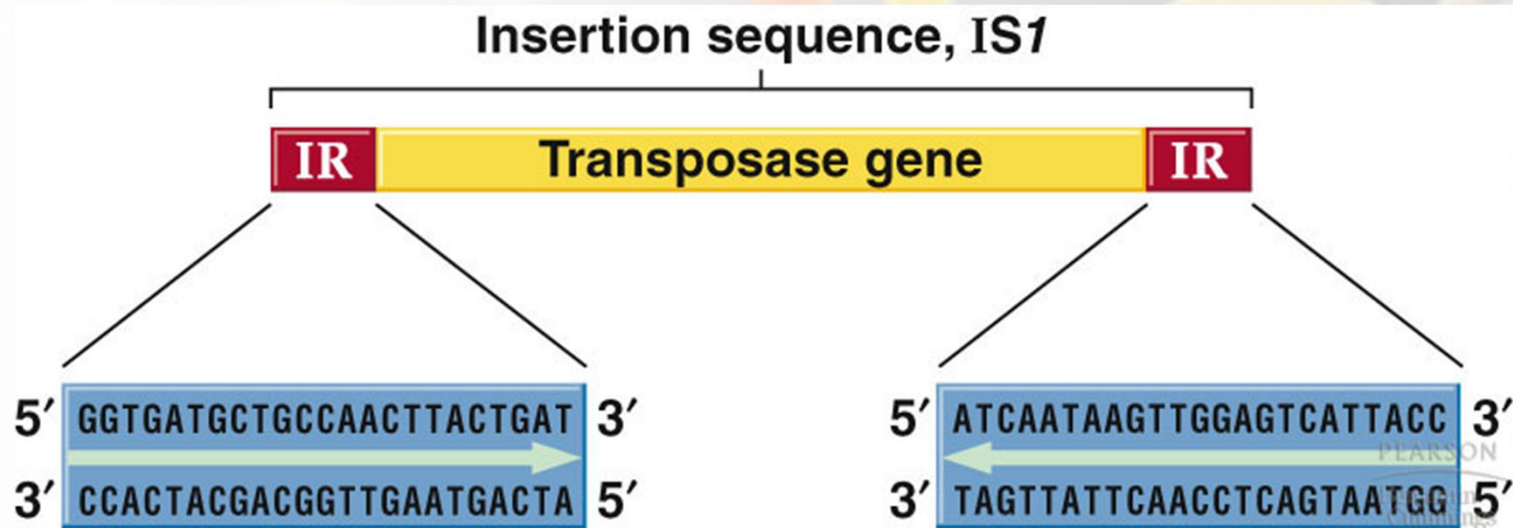 Insertion sequence, IS1
IR Transposase gene IR
5′ GGTGATGCTGCCAACTTACTGAT 3′ 5′ ATCAATAAGTTGGAGTCATTACC 3′
PEARSON
3′ CCACTACGACGGTTGAATGACTA 5′ 3′ TAGTTATTCAACCTCAGTAATGG 5′
Cummings